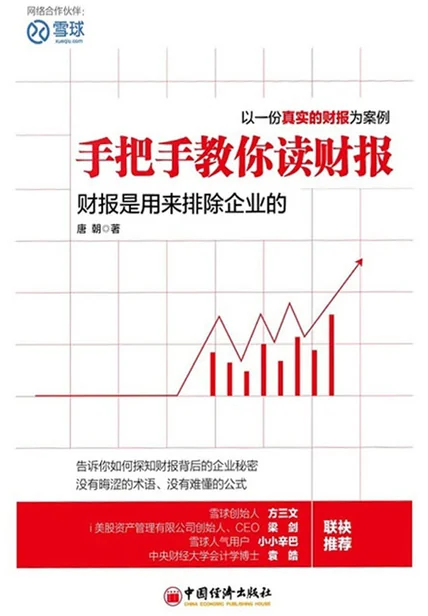 网络合作伙伴：
雪球
xueqiu.com
以一份真实的财报为案例
手把手教你读财报
财报是用来排除企业的
唐 朝◎著
告诉你如何探知财报背后的企业秘密
没有晦涩的术语、没有难懂的公式
雪球创始人 方三文
i 美股资产管理有限公司创始人、CEO 梁 剑
雪球人气用户 小小辛巴
中央财经大学会计学博士 袁 皓
联袂
推荐
中国经济出版社